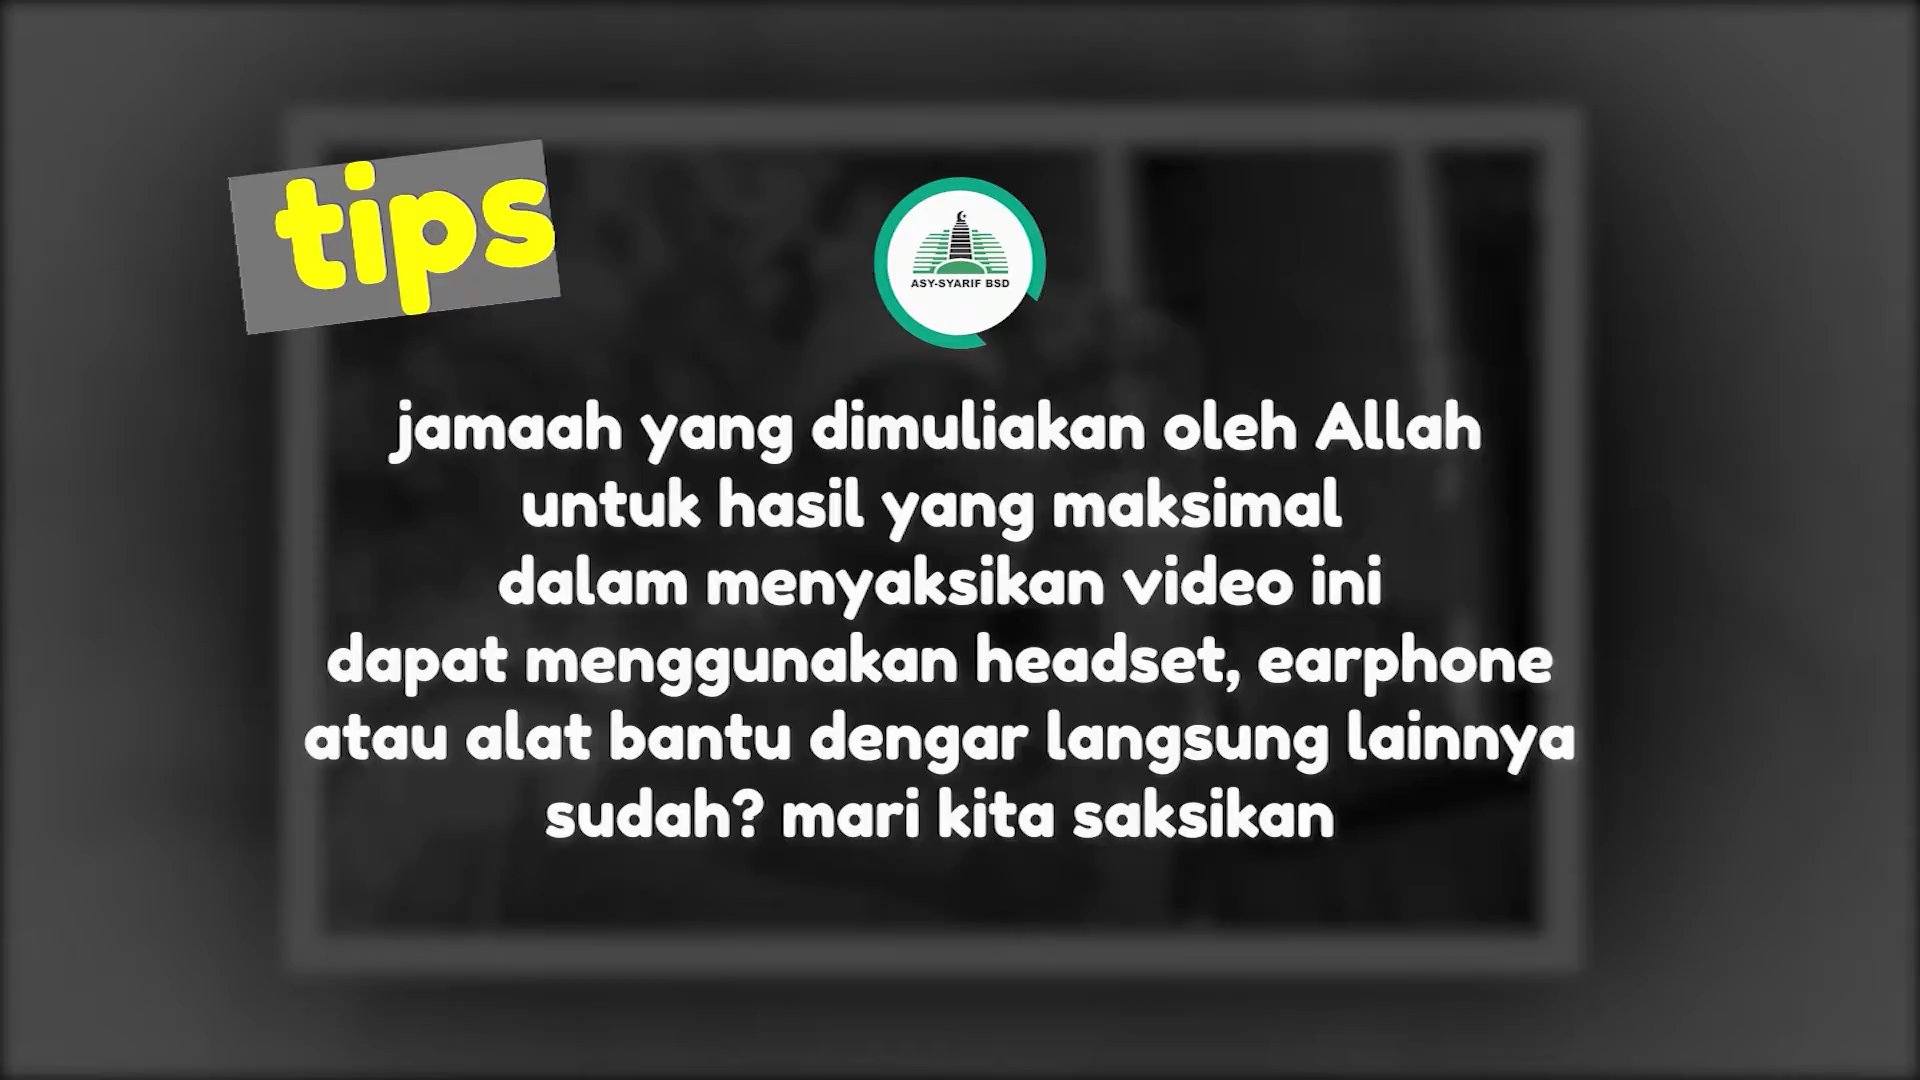 tips
ASY-SYARIF BSD
jamaah yang dimuliakan oleh Allah
untuk hasil yang maksimal
dalam menyaksikan video ini
dapat menggunakan headset, earphone
atau alat bantu dengar langsung lainnya
sudah? mari kita saksikan